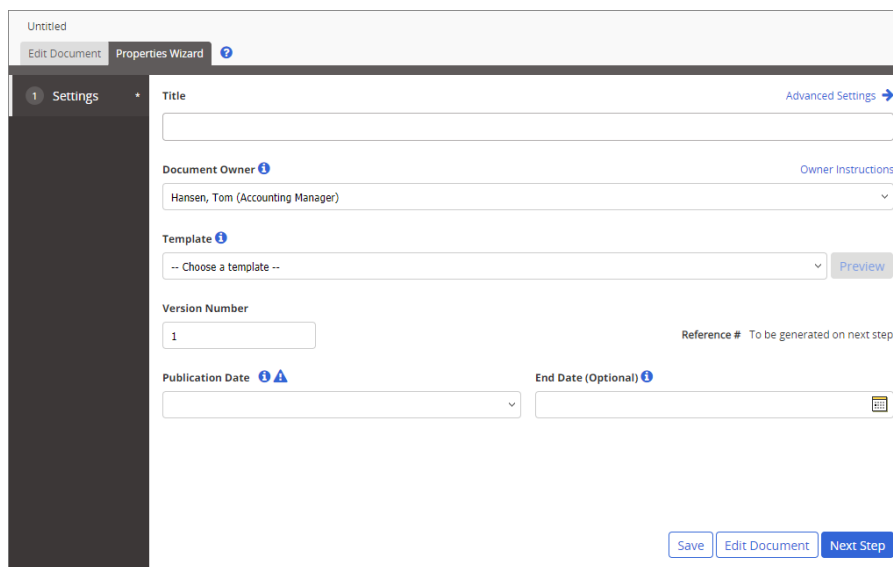 Untitled
Edit Document Properties Wizard ?
1 Settings *
Title Advanced Settings
Document Owner Owner Instructions
Hansen, Tom (Accounting Manager)
Template
-- Choose a template -- Preview
Version Number
1 Reference # To be generated on next step
Publication Date End Date (Optional)
Save Edit Document Next Step